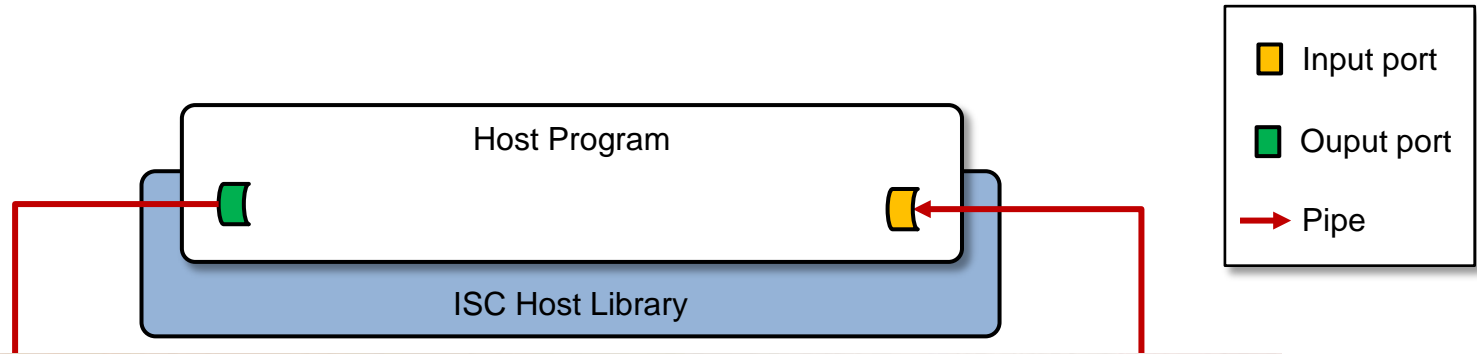 Input port
Host Program
Ouput port
Pipe
ISC Host Library